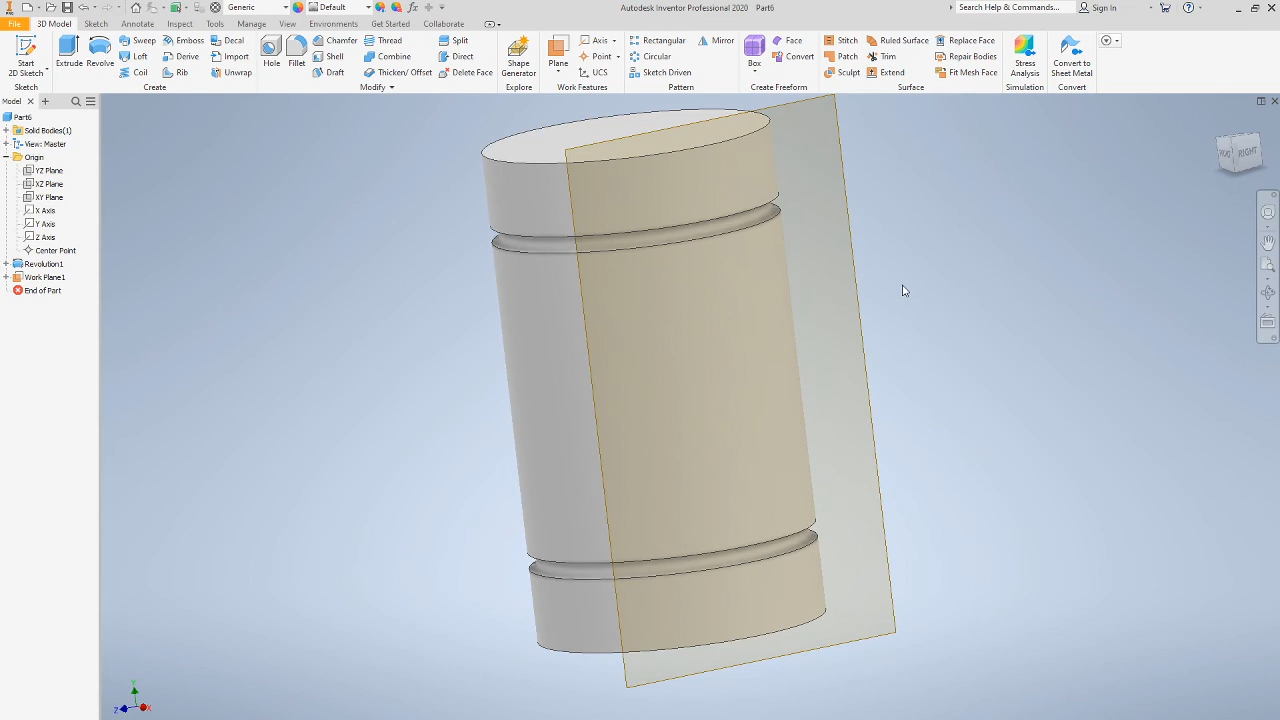 Generic
Default
Autodesk Inventor Professional 2020 Part6
Search Help & Commands...
Sign In
File
3D Model
Sketch
Annotate
Inspect
Tools
Manage
View
Environments
Get Started
Collaborate
Start
2D Sketch
Sketch
Extrude
Revolve
Sweep
Loft
Coil
Emboss
Derive
Rib
Decal
Import
Unwrap
Create
Hole
Fillet
Chamfer
Shell
Draft
Thread
Combine
Thicken/ Offset
Split
Direct
Delete Face
Modify
Shape
Generator
Explore
Plane
Axis
Point
UCS
Work Features
Rectangular
Circular
Sketch Driven
Mirror
Pattern
Box
Face
Convert
Create Freeform
Stitch
Patch
Sculpt
Ruled Surface
Trim
Extend
Replace Face
Repair Bodies
Fit Mesh Face
Surface
Stress
Analysis
Simulation
Convert to
Sheet Metal
Convert
Model
Part6
Solid Bodies(1)
View: Master
Origin
YZ Plane
XZ Plane
XY Plane
X Axis
Y Axis
Z Axis
Center Point
Revolution1
Work Plane1
End of Part
RIGHT
Y
Z
X